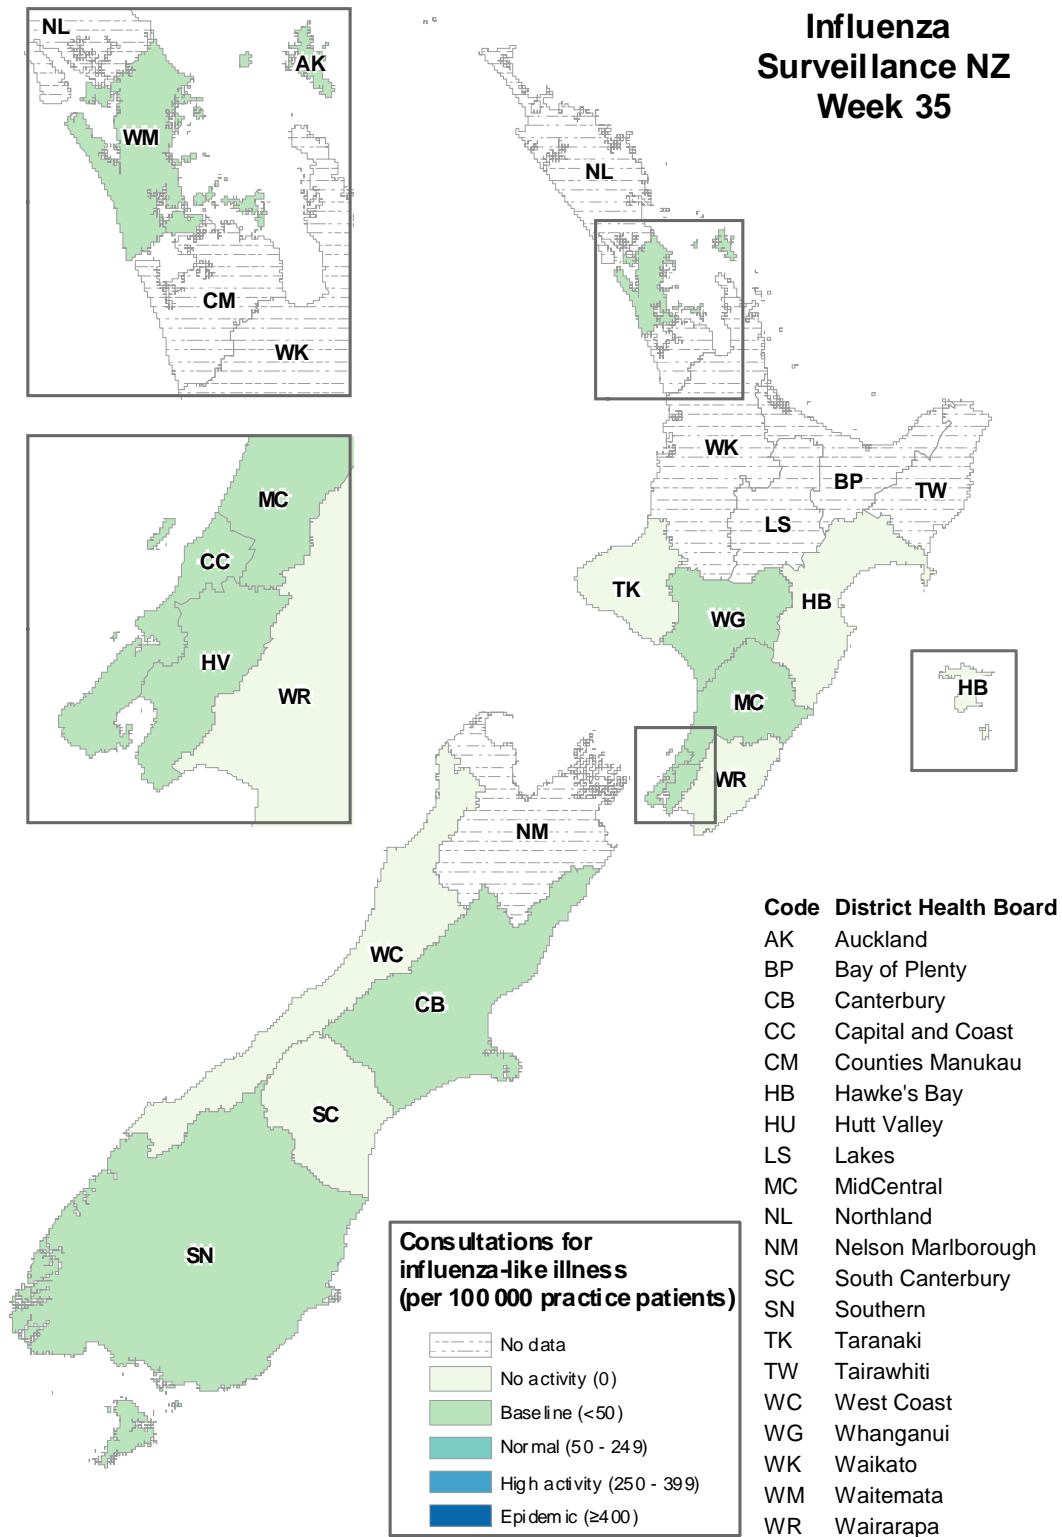 Influenza
Surveillance NZ
Week 35
NL
AK
WM
CM
WK
NL
WK
BP
TW
LS
TK
HB
WG
MC
WR
HB
MC
CC
HV
WR
NM
WC
CB
SC
SN
Code District Health Board
AK Auckland
BP Bay of Plenty
CB Canterbury
CC Capital and Coast
CM Counties Manukau
HB Hawke's Bay
HU Hutt Valley
LS Lakes
MC MidCentral
NL Northland
NM Nelson Marlborough
SC South Canterbury
SN Southern
TK Taranaki
TW Tairawhiti
WC West Coast
WG Whanganui
WK Waikato
WM Waitemata
WR Wairarapa
Consultations for
influenza-like illness
(per 100 000 practice patients)
No data
No activity (0)
Baseline (<50)
Normal (50 - 249)
High activity (250 - 399)
Epidemic (≥400)